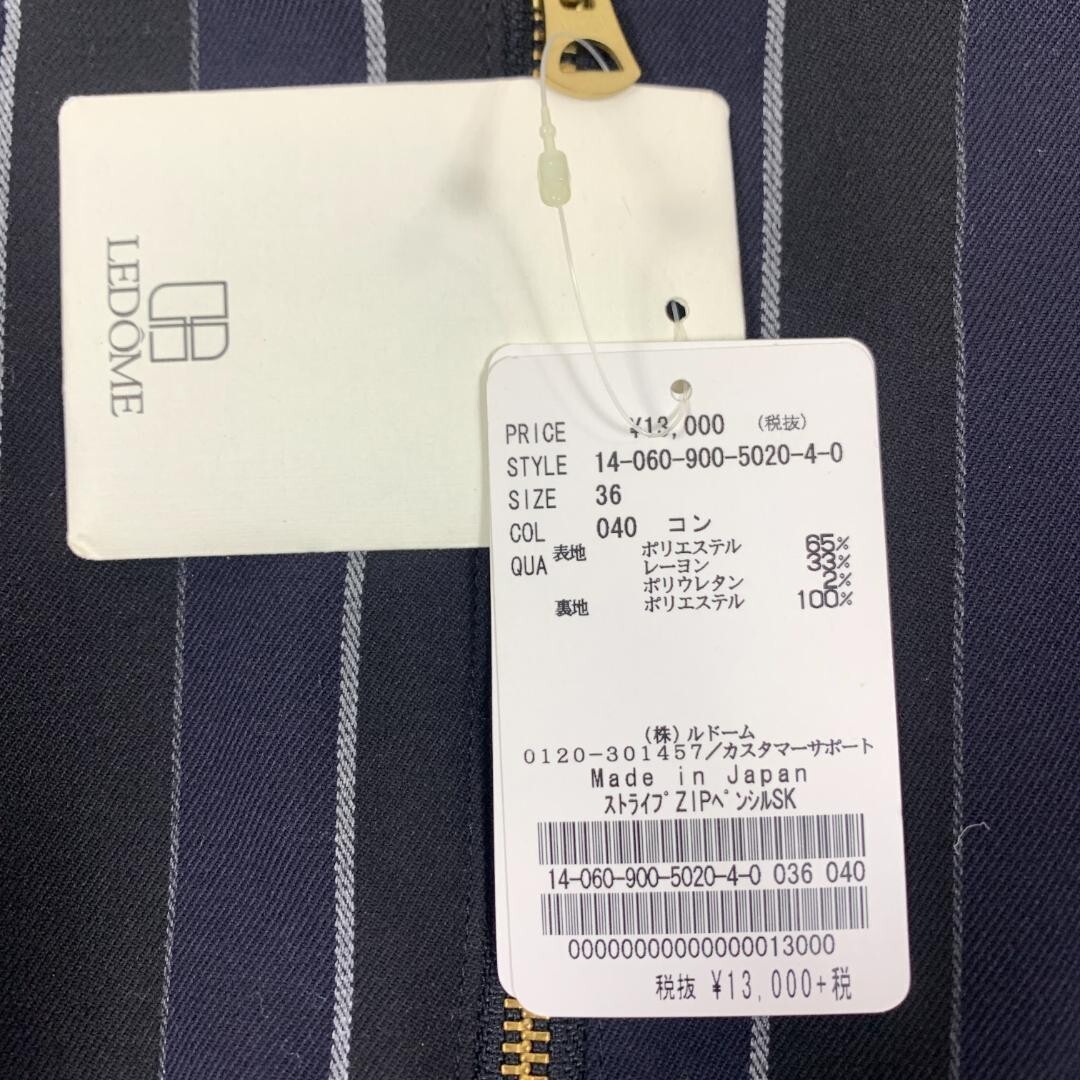 LEDÔME
PRICE ¥13,000 (税抜)
STYLE 14-060-900-5020-4-0
SIZE 36
COL 040 コン
QUA 表地 ポリエステル 65%
レーヨン 33%
ポリウレタン 2%
裏地 ポリエステル 100%
(株)ルドーム
0120-301457/カスタマーサポート
Made in Japan
ストライプZIPペンシルSK
14-060-900-5020-4-0 036 040
00000000000000013000
税抜 ¥13,000+税